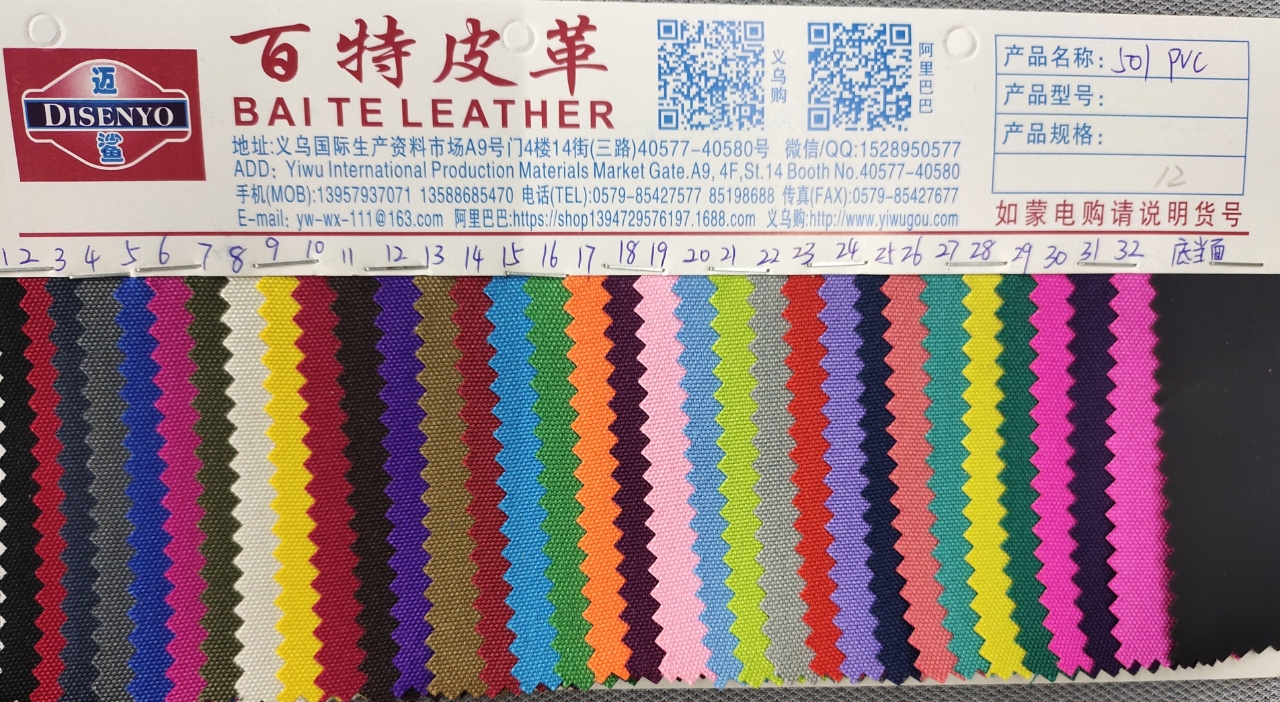 百特皮革
BAI TE LEATHER
迈
DISENYO
鲨
义乌购
阿里巴巴
产品名称: 501 PVC
产品型号:
产品规格:
12
地址:义乌国际生产资料市场A9号门4楼14街(三路)40577-40580号 微信/QQ:1528950577
ADD: Yiwu International Production Materials Market Gate.A9, 4F,St.14 Booth No.40577-40580
手机(MOB):13957937071 13588685470 电话(TEL):0579-85427577 85198688 传真(FAX):0579-85427677
E-mail: yw-wx-111@163.com 阿里巴巴:https://shop1394729576197.1688.com 义乌购:http://www.yiwugou.com
如蒙电购请说明货号
1 2 3 4 5 6 7 8 9 10 11 12 13 14 15 16 17 18 19 20 21 22 23 24 25 26 27 28 29 30 31 32 底当面